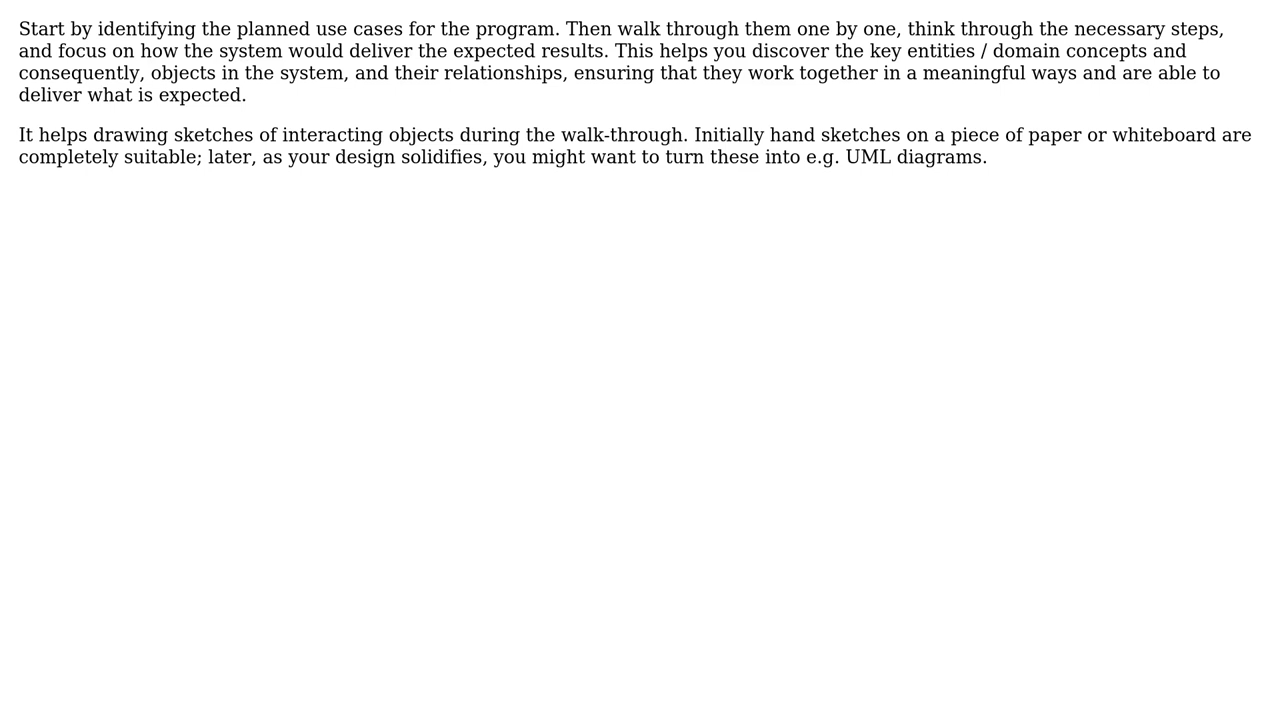 Start by identifying the planned use cases for the program. Then walk through them one by one, think through the necessary steps,
and focus on how the system would deliver the expected results. This helps you discover the key entities / domain concepts and
consequently, objects in the system, and their relationships, ensuring that they work together in a meaningful ways and are able to
deliver what is expected.
It helps drawing sketches of interacting objects during the walk-through. Initially hand sketches on a piece of paper or whiteboard are
completely suitable; later, as your design solidifies, you might want to turn these into e.g. UML diagrams.